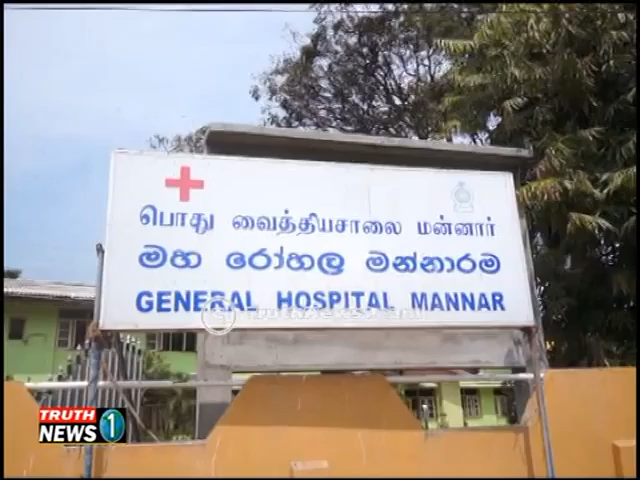 பொது வைத்தியசாலை மன்னார்
මහ රෝහල මන්නාරම
GENERAL HOSPITAL MANNAR
TRUTH
NEWS 1